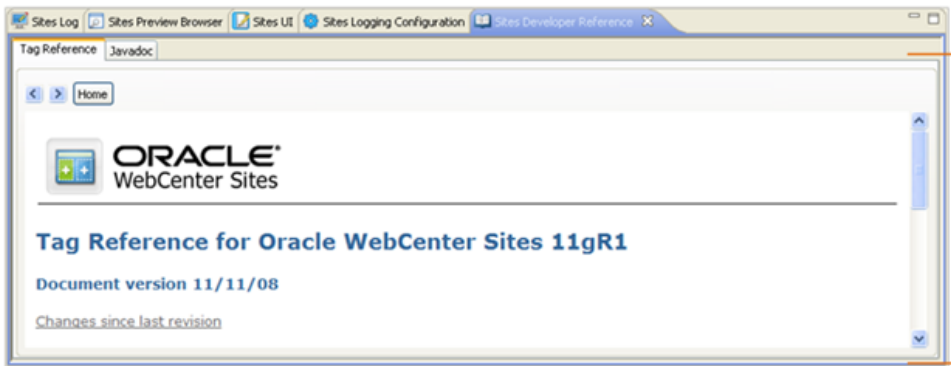 Sites Log Sites Preview Browser Sites UI Sites Logging Configuration Sites Developer Reference
Tag Reference Javadoc
Home
ORACLE
WebCenter Sites
Tag Reference for Oracle WebCenter Sites 11gR1
Document version 11/11/08
Changes since last revision